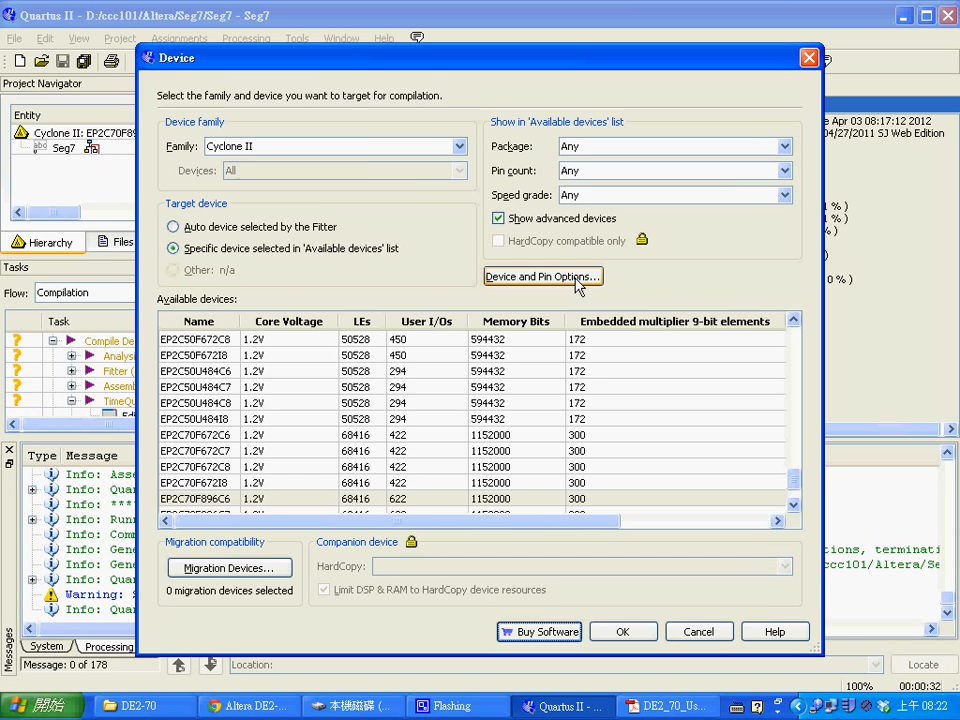 Quartus II - D:/ccc101/Altera/Seg7/Seg7 - Seg7
File Edit View Project Assignments Processing Tools Window Help
Project Navigator
Entity
Cyclone II: EP2C70F89
abc Seg7
Hierarchy Files
Tasks
Flow: Compilation
Task
Compile De
Analys
Fitter (
Assemb
TimeQu
Type Message
Info: Asse
Info: Quar
Info: ****
Info: Runn
Info: Comm
Info: Gene
Info: Gene
Info: Quar
Warning: S
Info: Quar
System Processing
Messages
Message: 0 of 178
Location:
Locate
Device
Select the family and device you want to target for compilation.
Device family
Family: Cyclone II
Devices: All
Target device
Auto device selected by the Fitter
Specific device selected in 'Available devices' list
Other: n/a
Show in 'Available devices' list
Package: Any
Pin count: Any
Speed grade: Any
Show advanced devices
HardCopy compatible only
Device and Pin Options...
Available devices:
Name Core Voltage LEs User I/Os Memory Bits Embedded multiplier 9-bit elements
EP2C50F672C8 1.2V 50528 450 594432 172
EP2C50F672I8 1.2V 50528 450 594432 172
EP2C50U484C6 1.2V 50528 294 594432 172
EP2C50U484C7 1.2V 50528 294 594432 172
EP2C50U484C8 1.2V 50528 294 594432 172
EP2C50U484I8 1.2V 50528 294 594432 172
EP2C70F672C6 1.2V 68416 422 1152000 300
EP2C70F672C7 1.2V 68416 422 1152000 300
EP2C70F672C8 1.2V 68416 422 1152000 300
EP2C70F672I8 1.2V 68416 422 1152000 300
EP2C70F896C6 1.2V 68416 622 1152000 300
Migration compatibility
Migration Devices...
0 migration devices selected
Companion device
HardCopy:
Limit DSP & RAM to HardCopy device resources
Buy Software OK Cancel Help
e Apr 03 08:17:12 2012
04/27/2011 SJ Web Edition
% )
% )
% )
)
0 % )
)
tions, terminati
ccc101/Altera/Se
100% 00:00:32
開始 DE2-70 Altera DE2-... 本機磁碟 (... Flashing Quartus II - ... DE2_70_Us... 上午 08:22